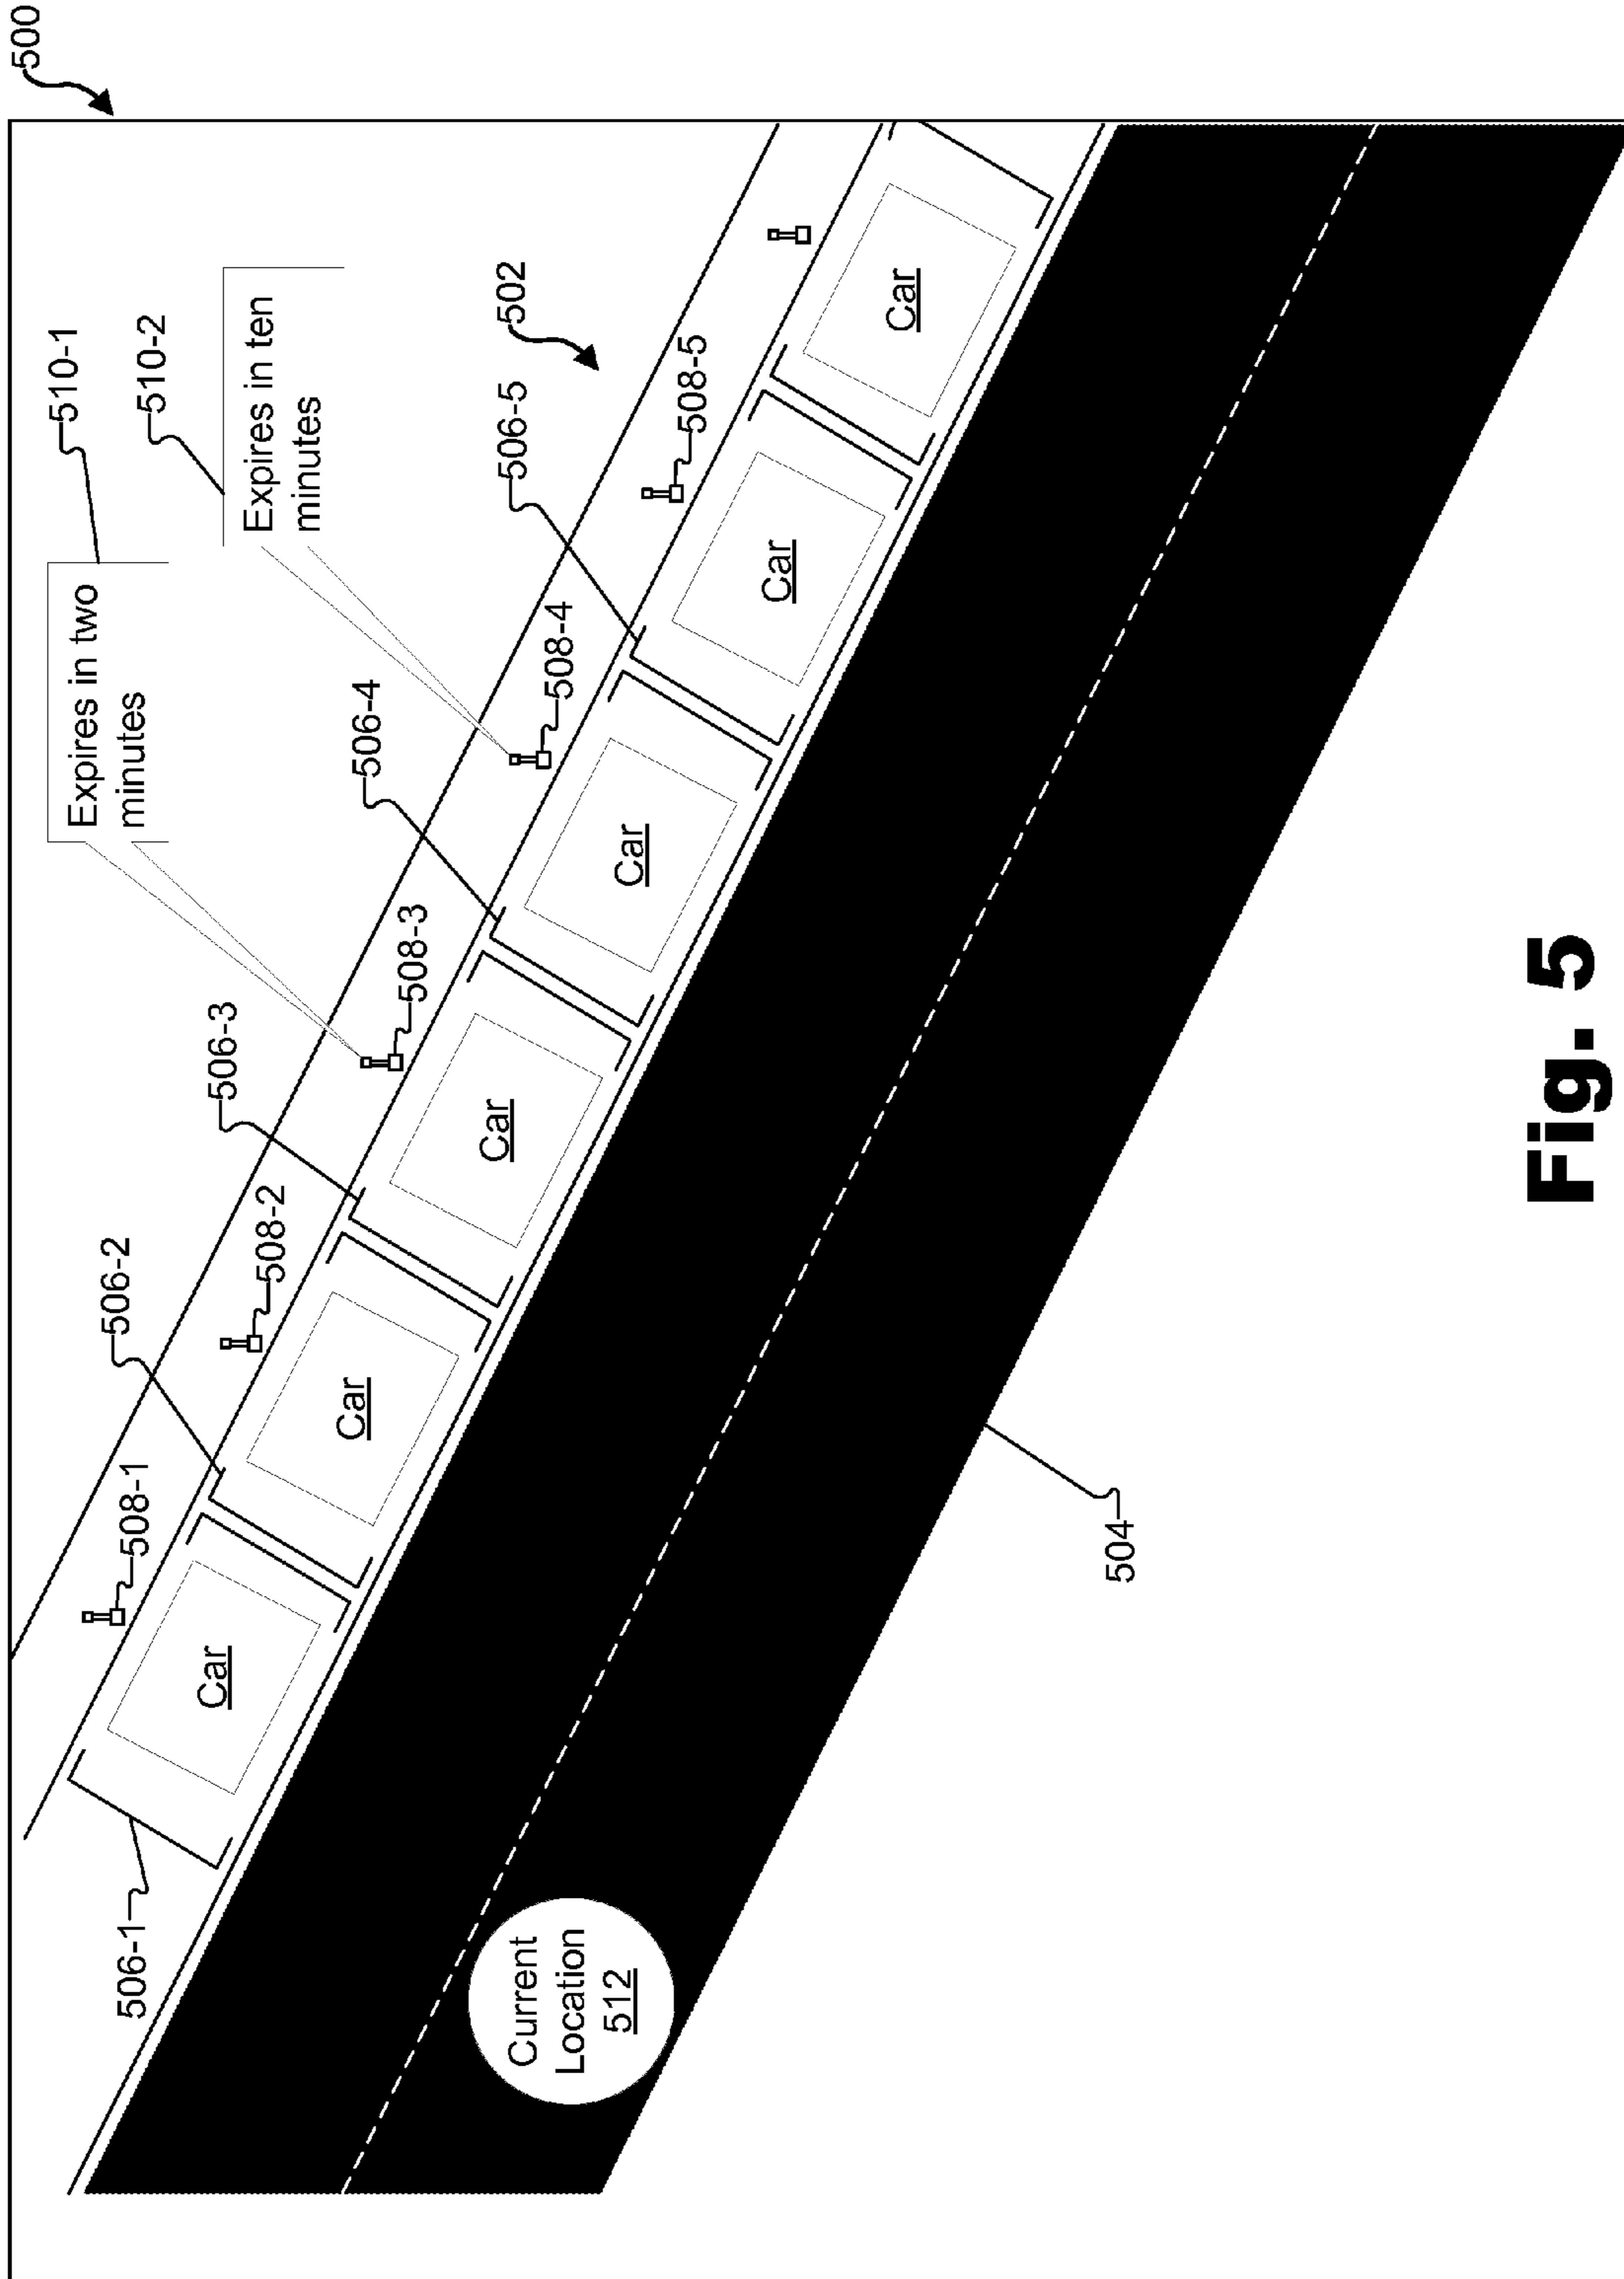 500
510-1
Expires in two
minutes
510-2
Expires in ten
minutes
502
506-5
508-5
506-4
508-4
506-3
508-3
506-2
508-2
508-1
506-1
Car
Car
Car
Car
Car
Car
Current
Location
512
504
Fig. 5